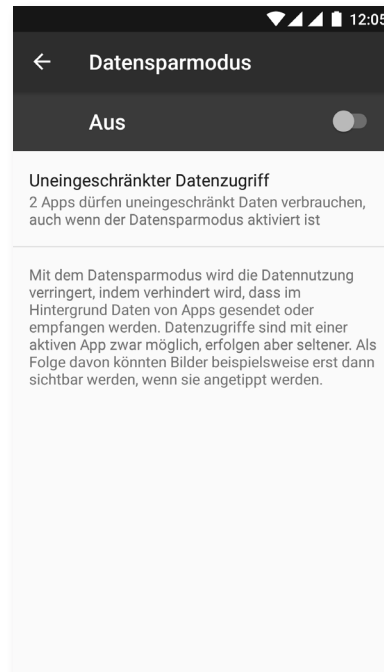 12:05
Datensparmodus
Aus
Uneingeschränkter Datenzugriff
2 Apps dürfen uneingeschränkt Daten verbrauchen,
auch wenn der Datensparmodus aktiviert ist
Mit dem Datensparmodus wird die Datennutzung
verringert, indem verhindert wird, dass im
Hintergrund Daten von Apps gesendet oder
empfangen werden. Datenzugriffe sind mit einer
aktiven App zwar möglich, erfolgen aber seltener. Als
Folge davon könnten Bilder beispielsweise erst dann
sichtbar werden, wenn sie angetippt werden.